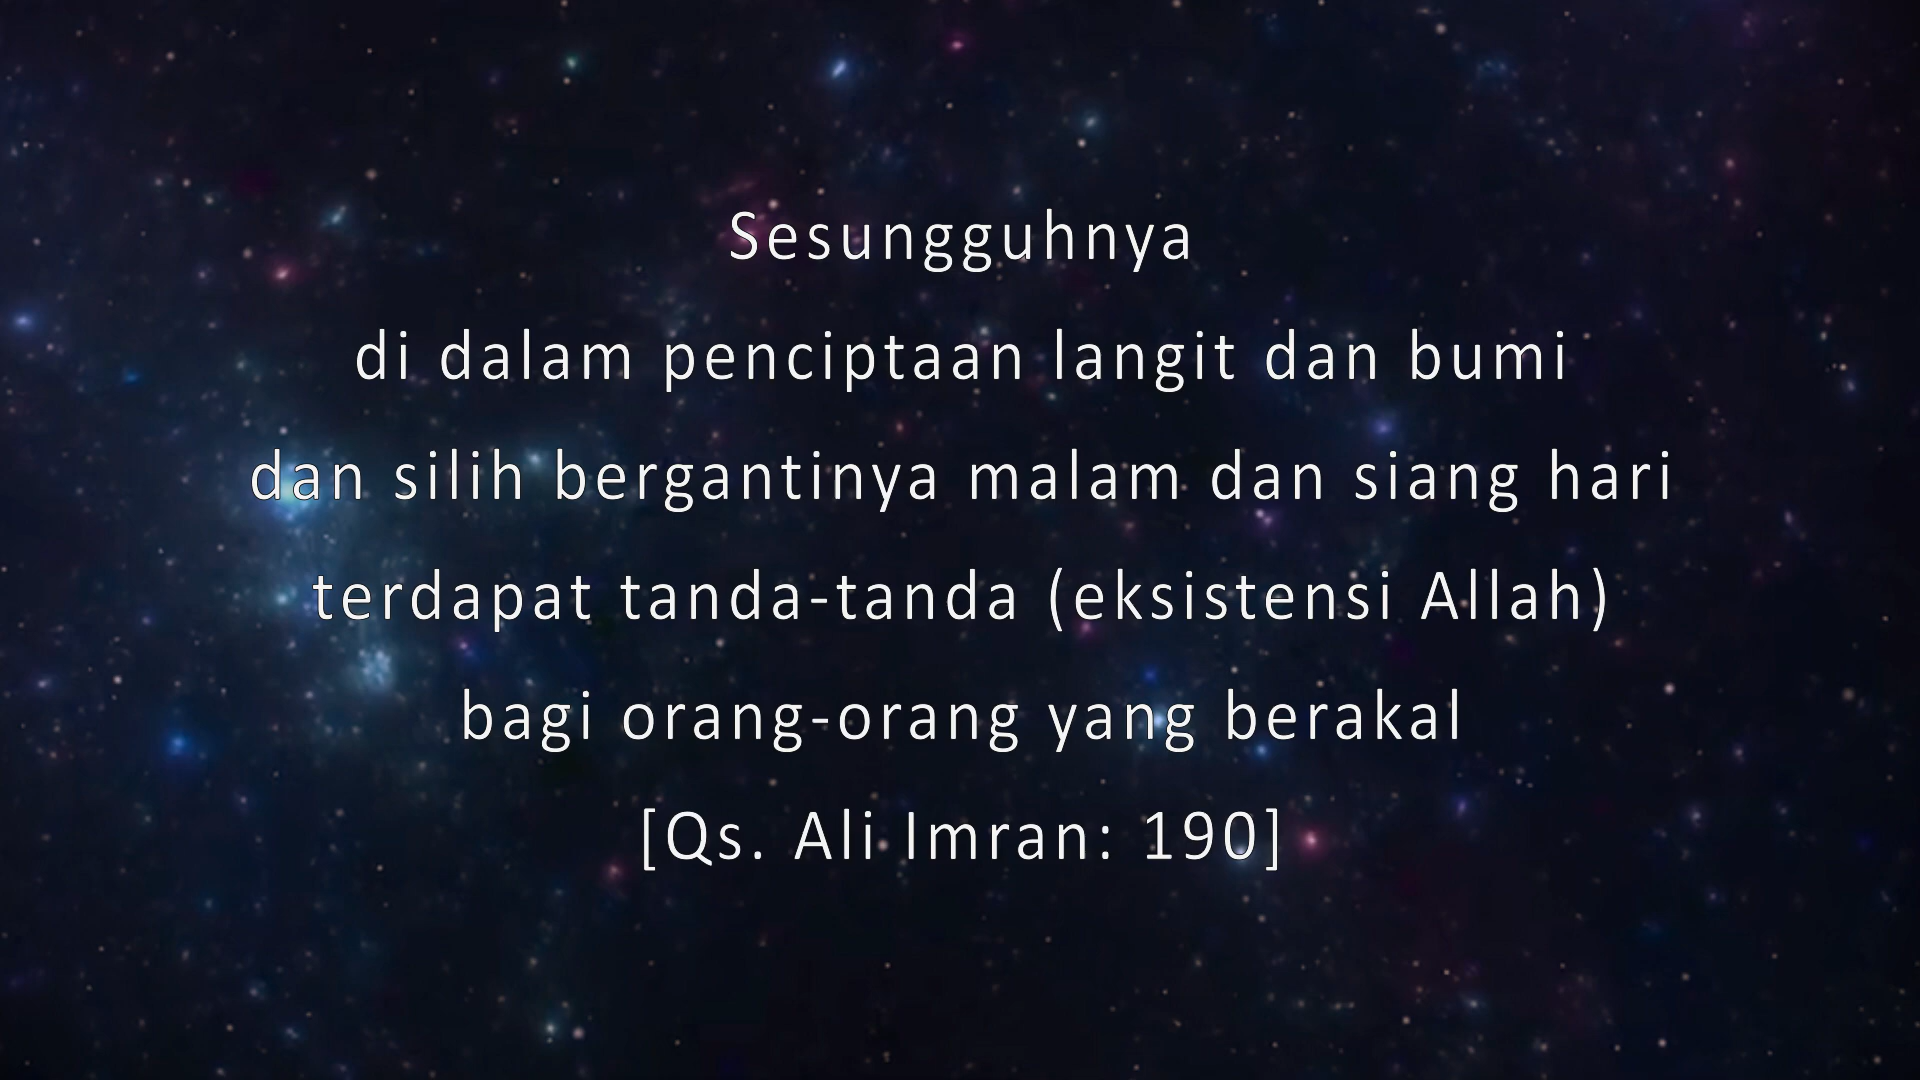 Sesungguhnya
di dalam penciptaan langit dan bumi
dan silih bergantinya malam dan siang hari
terdapat tanda-tanda (eksistensi Allah)
bagi orang-orang yang berakal
[Qs. Ali Imran: 190]